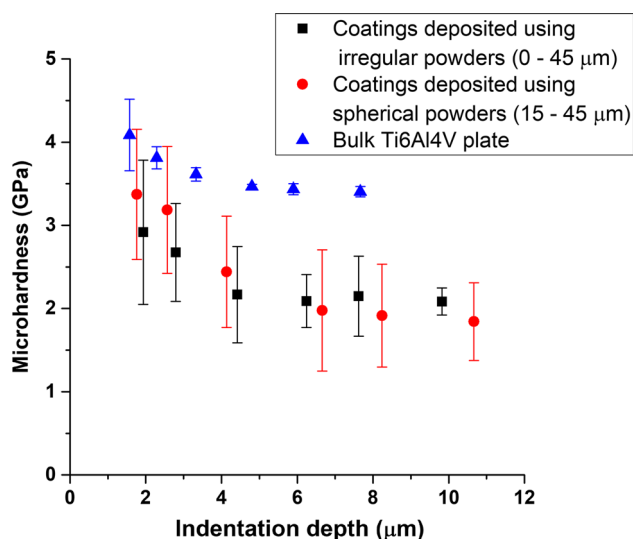 Coatings deposited using
irregular powders (0 - 45 μm)
Coatings deposited using
spherical powders (15 - 45 μm)
Bulk Ti6Al4V plate
Microhardness (GPa)
5
4
3
2
1
0
0 2 4 6 8 10 12
Indentation depth (μm)